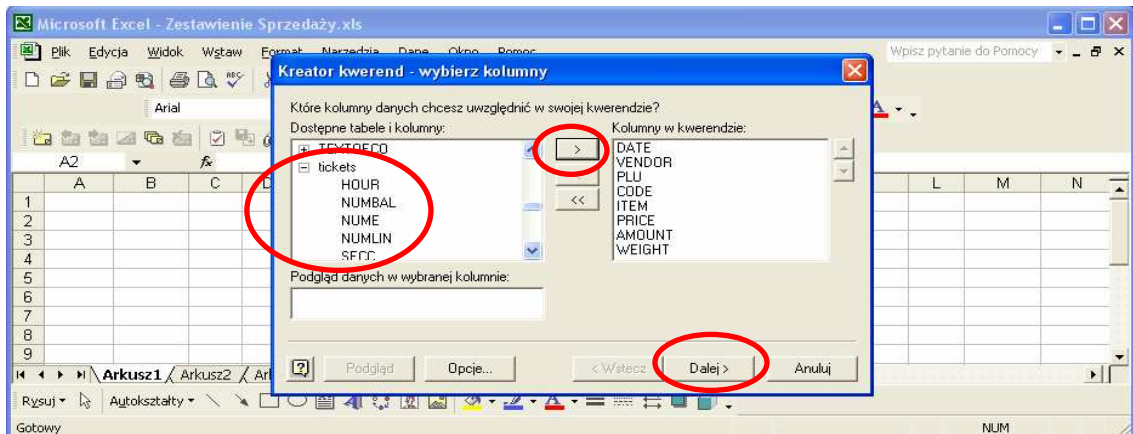 Microsoft Excel - Zestawienie Sprzedaży.xls
Plik Edycja Widok Wstaw Format Narzędzia Dane Okno Pomoc
Wpisz pytanie do Pomocy
Arial
A2 fx
A B C D L M N
1
2
3
4
5
6
7
8
9
Kreator kwerend - wybierz kolumny
Które kolumny danych chcesz uwzględnić w swojej kwerendzie?
Dostępne tabele i kolumny:
Kolumny w kwerendzie:
tickets
HOUR
NUMBAL
NUME
NUMLIN
SECC
>
<<
DATE
VENDOR
PLU
CODE
ITEM
PRICE
AMOUNT
WEIGHT
Podgląd danych w wybranej kolumnie:
Podgląd Opcje... < Wstecz Dalej > Anuluj
Arkusz1 Arkusz2
Rysuj Autokształty
Gotowy NUM